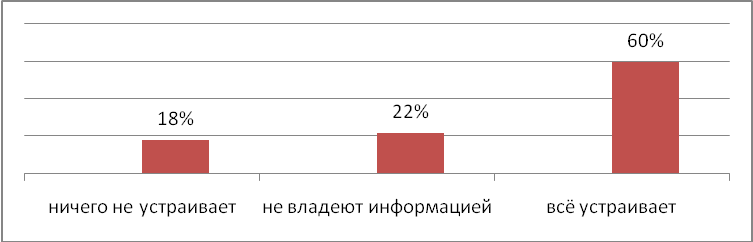 60%
22%
18%
ничего не устраивает не владеют информацией всё устраивает